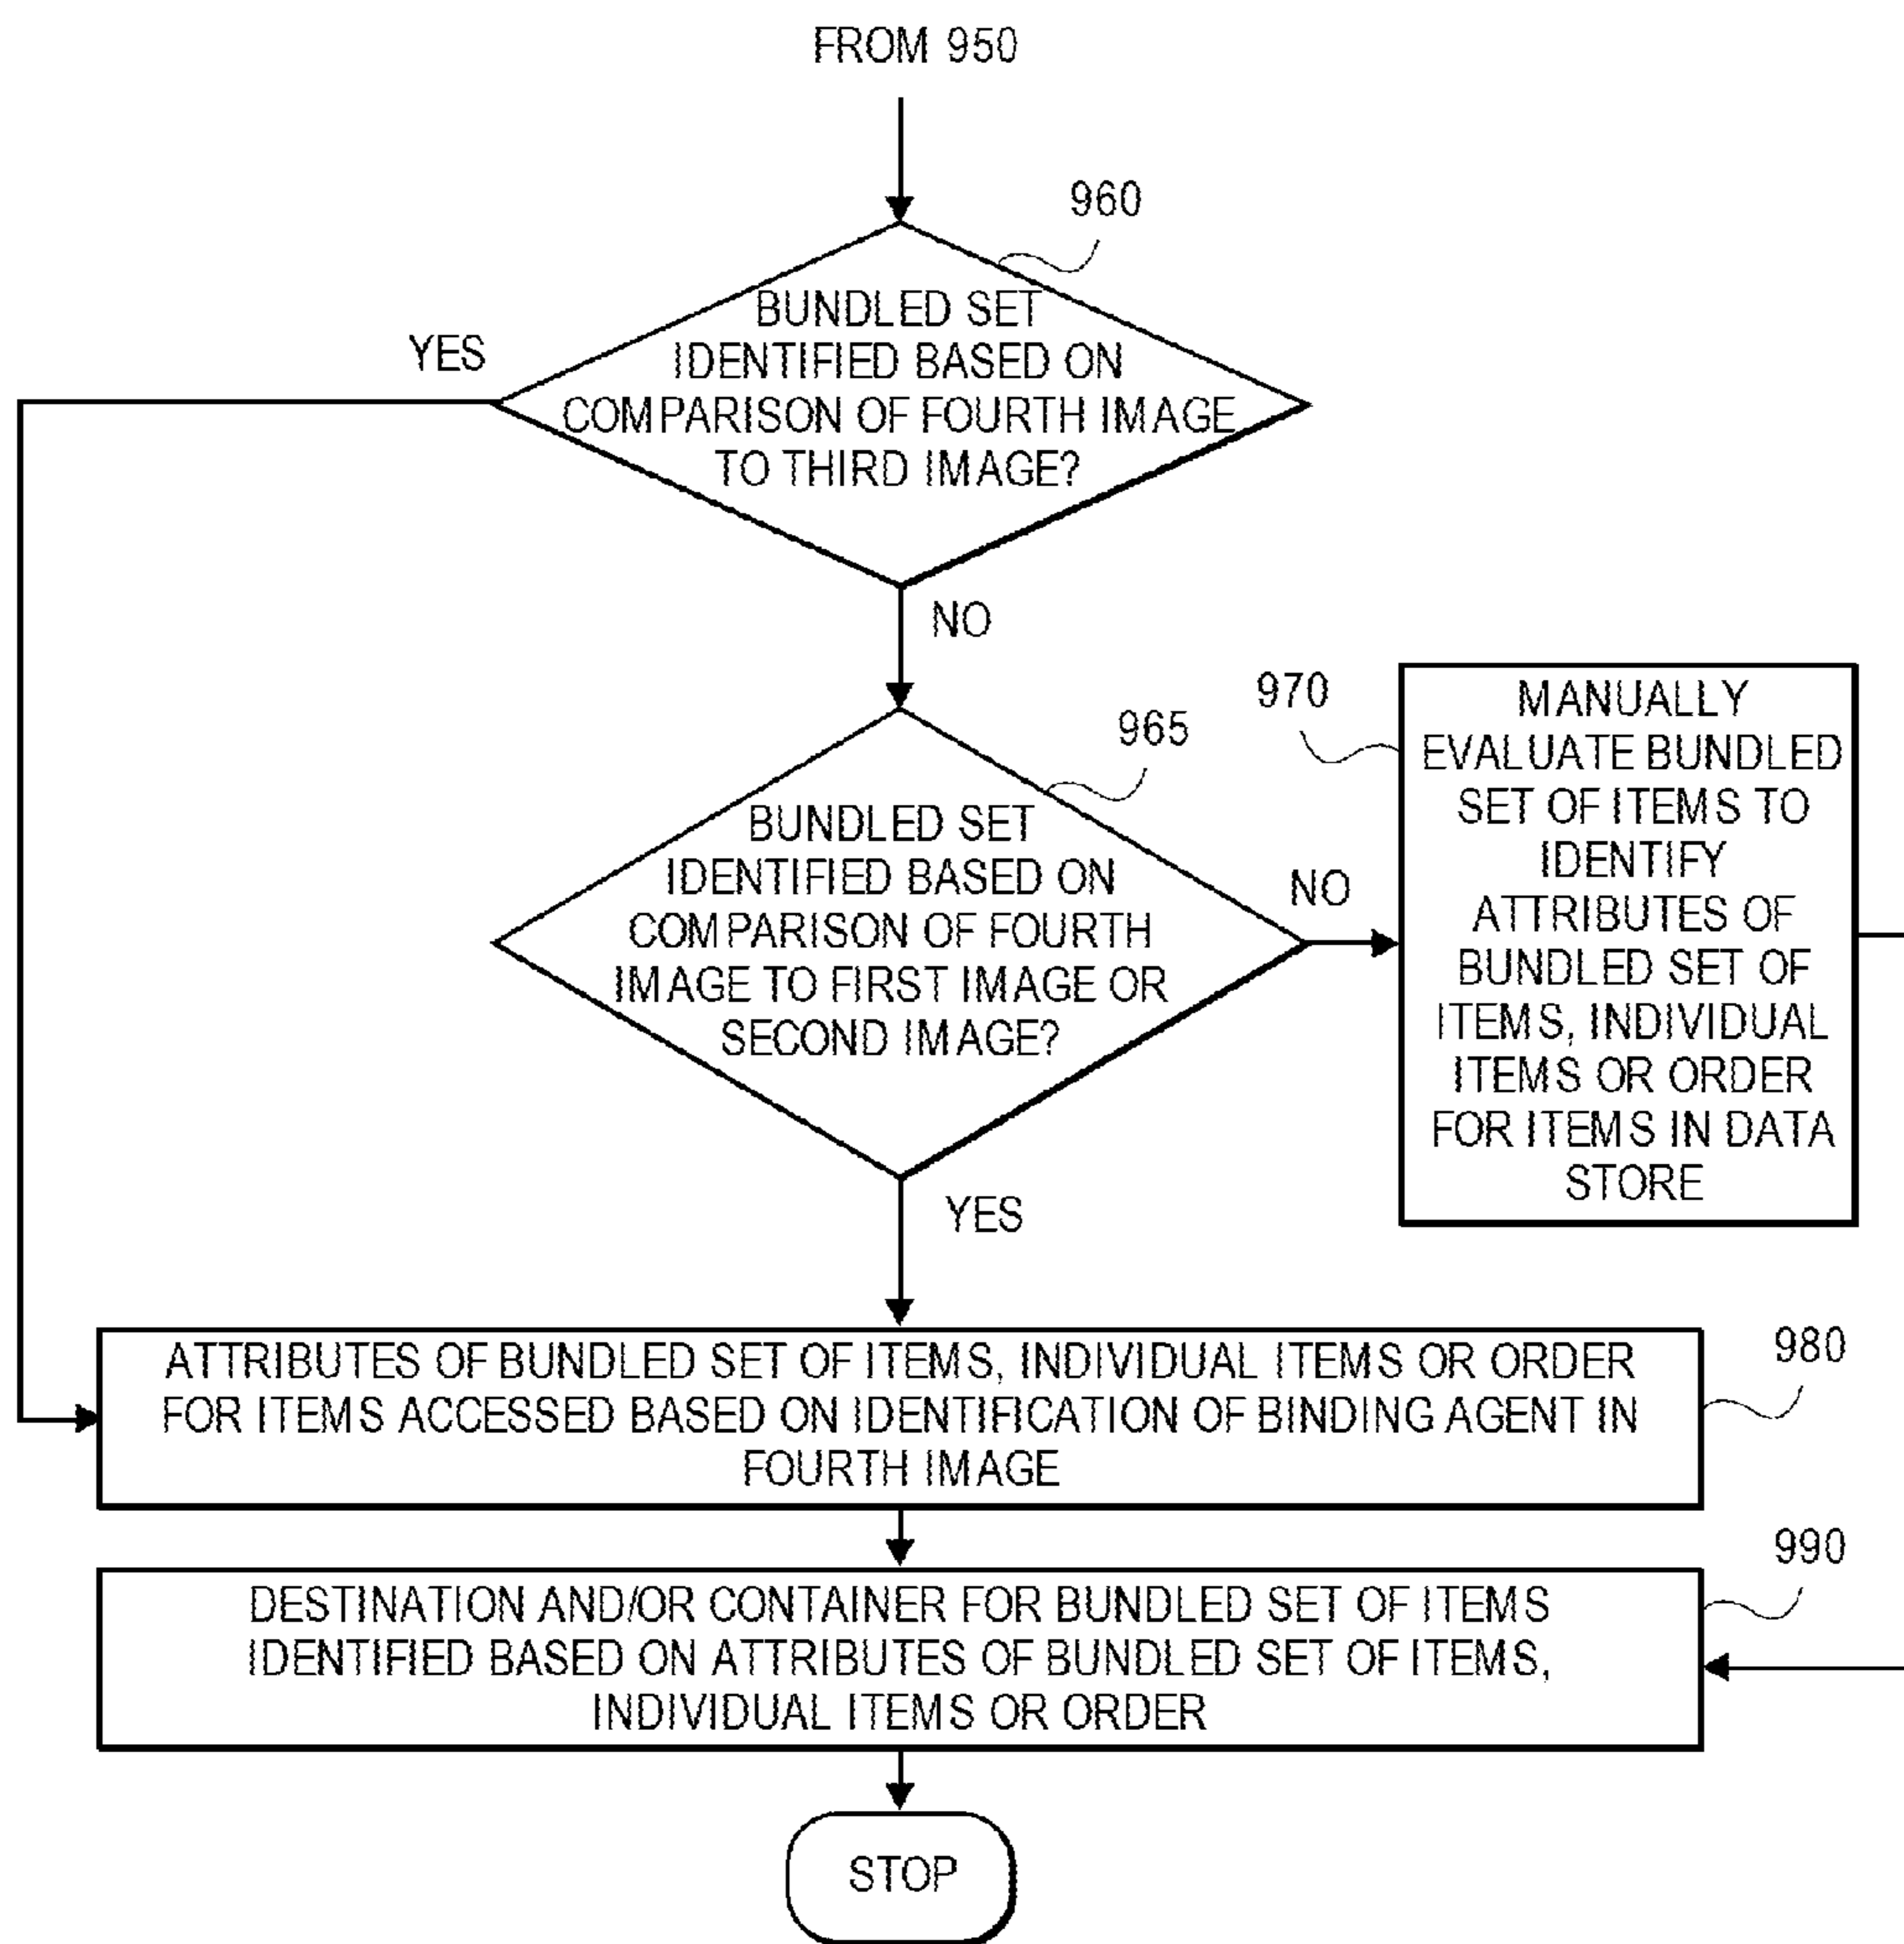 FROM 950
960
BUNDLED SET
IDENTIFIED BASED ON
COMPARISON OF FOURTH IMAGE
TO THIRD IMAGE?
YES
NO
965
BUNDLED SET
IDENTIFIED BASED ON
COMPARISON OF FOURTH
IMAGE TO FIRST IMAGE OR
SECOND IMAGE?
NO
YES
970
MANUALLY
EVALUATE BUNDLED
SET OF ITEMS TO
IDENTIFY
ATTRIBUTES OF
BUNDLED SET OF
ITEMS, INDIVIDUAL
ITEMS OR ORDER
FOR ITEMS IN DATA
STORE
980
ATTRIBUTES OF BUNDLED SET OF ITEMS, INDIVIDUAL ITEMS OR ORDER
FOR ITEMS ACCESSED BASED ON IDENTIFICATION OF BINDING AGENT IN
FOURTH IMAGE
990
DESTINATION AND/OR CONTAINER FOR BUNDLED SET OF ITEMS
IDENTIFIED BASED ON ATTRIBUTES OF BUNDLED SET OF ITEMS,
INDIVIDUAL ITEMS OR ORDER
STOP